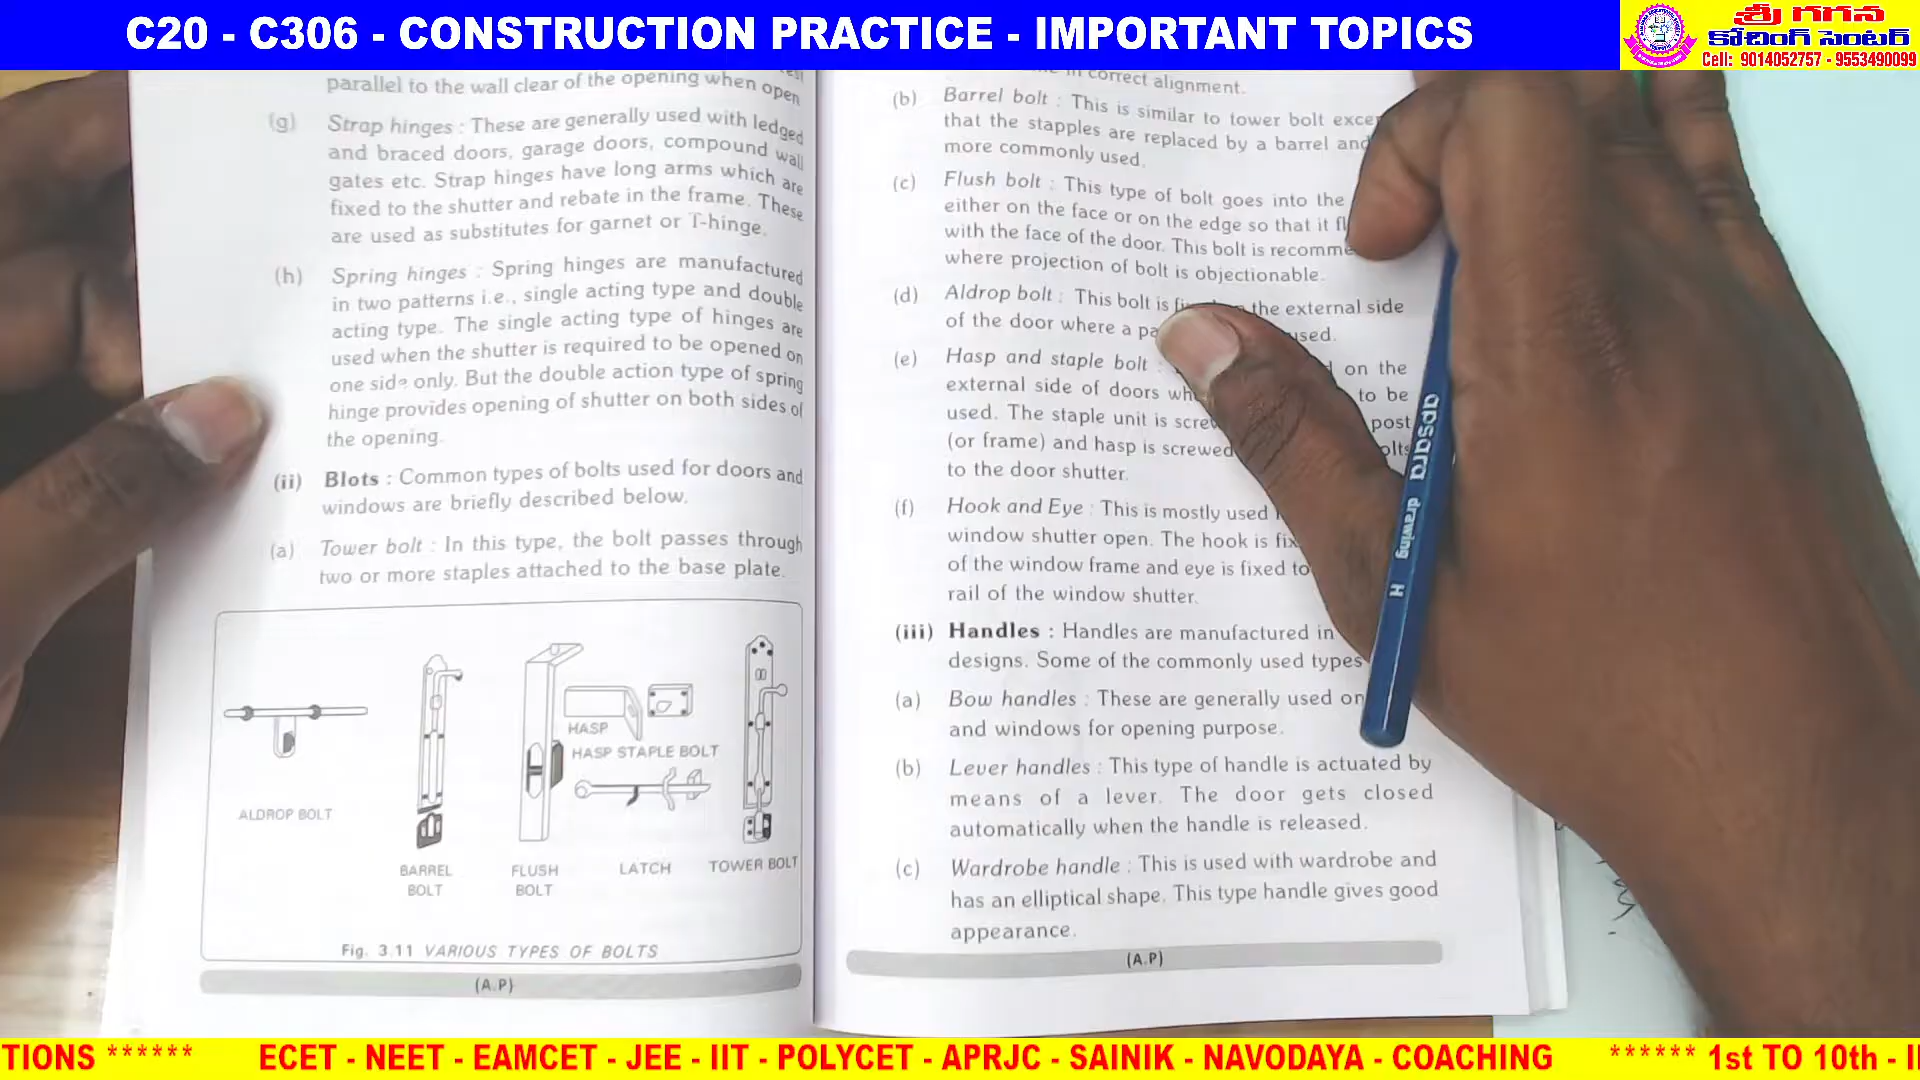 C20 - C306 - CONSTRUCTION PRACTICE - IMPORTANT TOPICS
శ్రీ గగన
కోచింగ్ సెంటర్
Cell: 9014052757 - 9553490099
parallel to the wall clear of the opening when open
(g) Strap hinges : These are generally used with ledged
and braced doors, garage doors, compound wall
gates etc. Strap hinges have long arms which are
fixed to the shutter and rebate in the frame. These
are used as substitutes for garnet or T-hinge.
(h) Spring hinges : Spring hinges are manufactured
in two patterns i.e., single acting type and double
acting type. The single acting type of hinges are
used when the shutter is required to be opened on
one side only. But the double action type of spring
hinge provides opening of shutter on both sides of
the opening.
(ii) Blots : Common types of bolts used for doors and
windows are briefly described below.
(a) Tower bolt : In this type, the bolt passes through
two or more staples attached to the base plate.
HASP
HASP STAPLE BOLT
ALDROP BOLT
BARREL BOLT
FLUSH BOLT
LATCH
TOWER BOLT
Fig. 3.11 VARIOUS TYPES OF BOLTS
(A.P)
in correct alignment.
(b) Barrel bolt : This is similar to tower bolt
that the stapples are replaced by a barrel and
more commonly used.
(c) Flush bolt : This type of bolt goes into the
either on the face or on the edge so that it
with the face of the door. This bolt is
where projection of bolt is objectionable.
(d) Aldrop bolt : This bolt is the external side
of the door where a used.
(e) Hasp and staple bolt : on the
external side of doors to be
used. The staple unit is post
(or frame) and hasp is screwed
to the door shutter.
(f) Hook and Eye : This is mostly used
window shutter open. The hook is
of the window frame and eye is fixed to
rail of the window shutter.
(iii) Handles : Handles are manufactured in
designs. Some of the commonly used types
(a) Bow handles : These are generally used on
and windows for opening purpose.
(b) Lever handles : This type of handle is actuated by
means of a lever. The door gets closed
automatically when the handle is released.
(c) Wardrobe handle : This is used with wardrobe and
has an elliptical shape. This type handle gives good
appearance.
(A.P)
apsara drawing H
TIONS ****** ECET - NEET - EAMCET - JEE - IIT - POLYCET - APRJC - SAINIK - NAVODAYA - COACHING ****** 1st TO 10th -